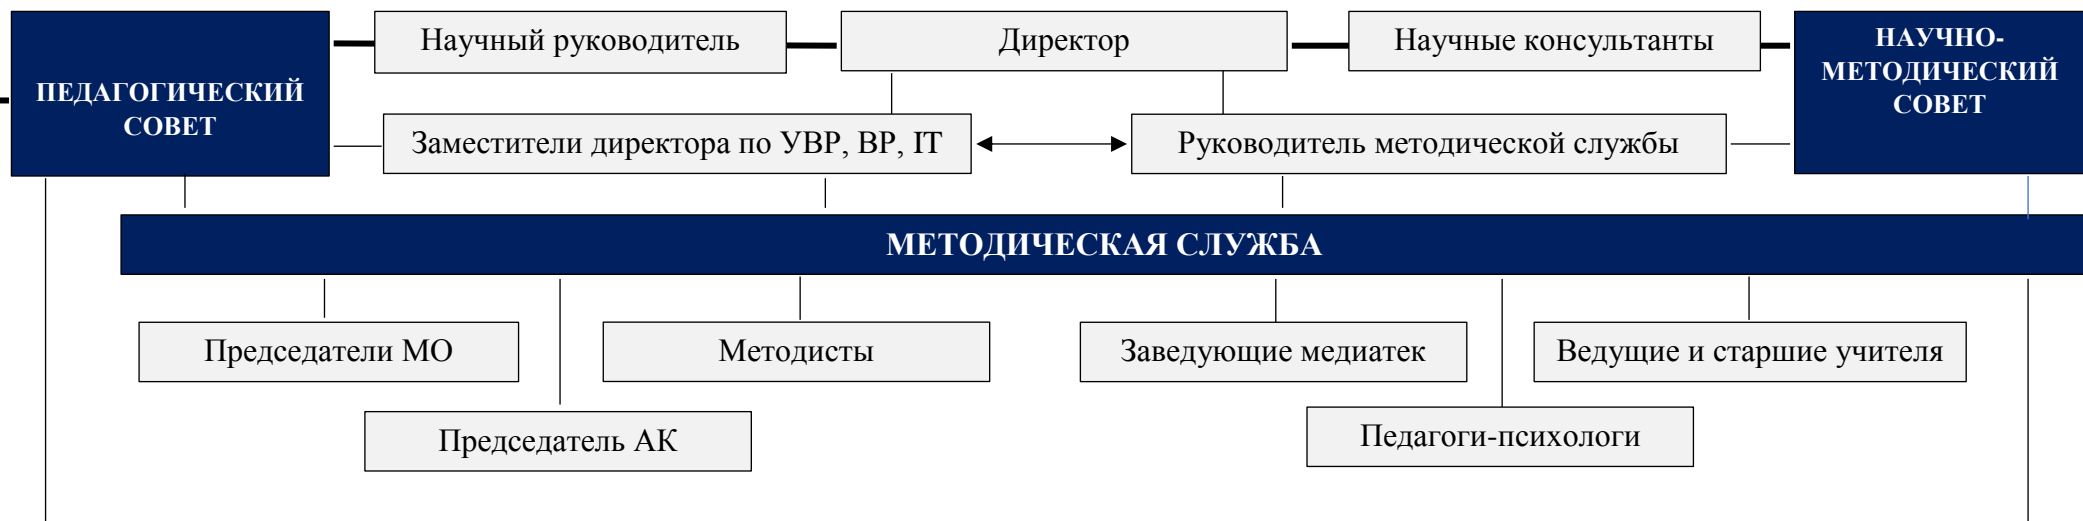 ПЕДАГОГИЧЕСКИЙ
СОВЕТ
Научный руководитель
Директор
Научные консультанты
НАУЧНО-
МЕТОДИЧЕСКИЙ
СОВЕТ
Заместители директора по УВР, ВР, IT
Руководитель методической службы
МЕТОДИЧЕСКАЯ СЛУЖБА
Председатели МО
Методисты
Заведующие медиатек
Ведущие и старшие учителя
Председатель АК
Педагоги-психологи